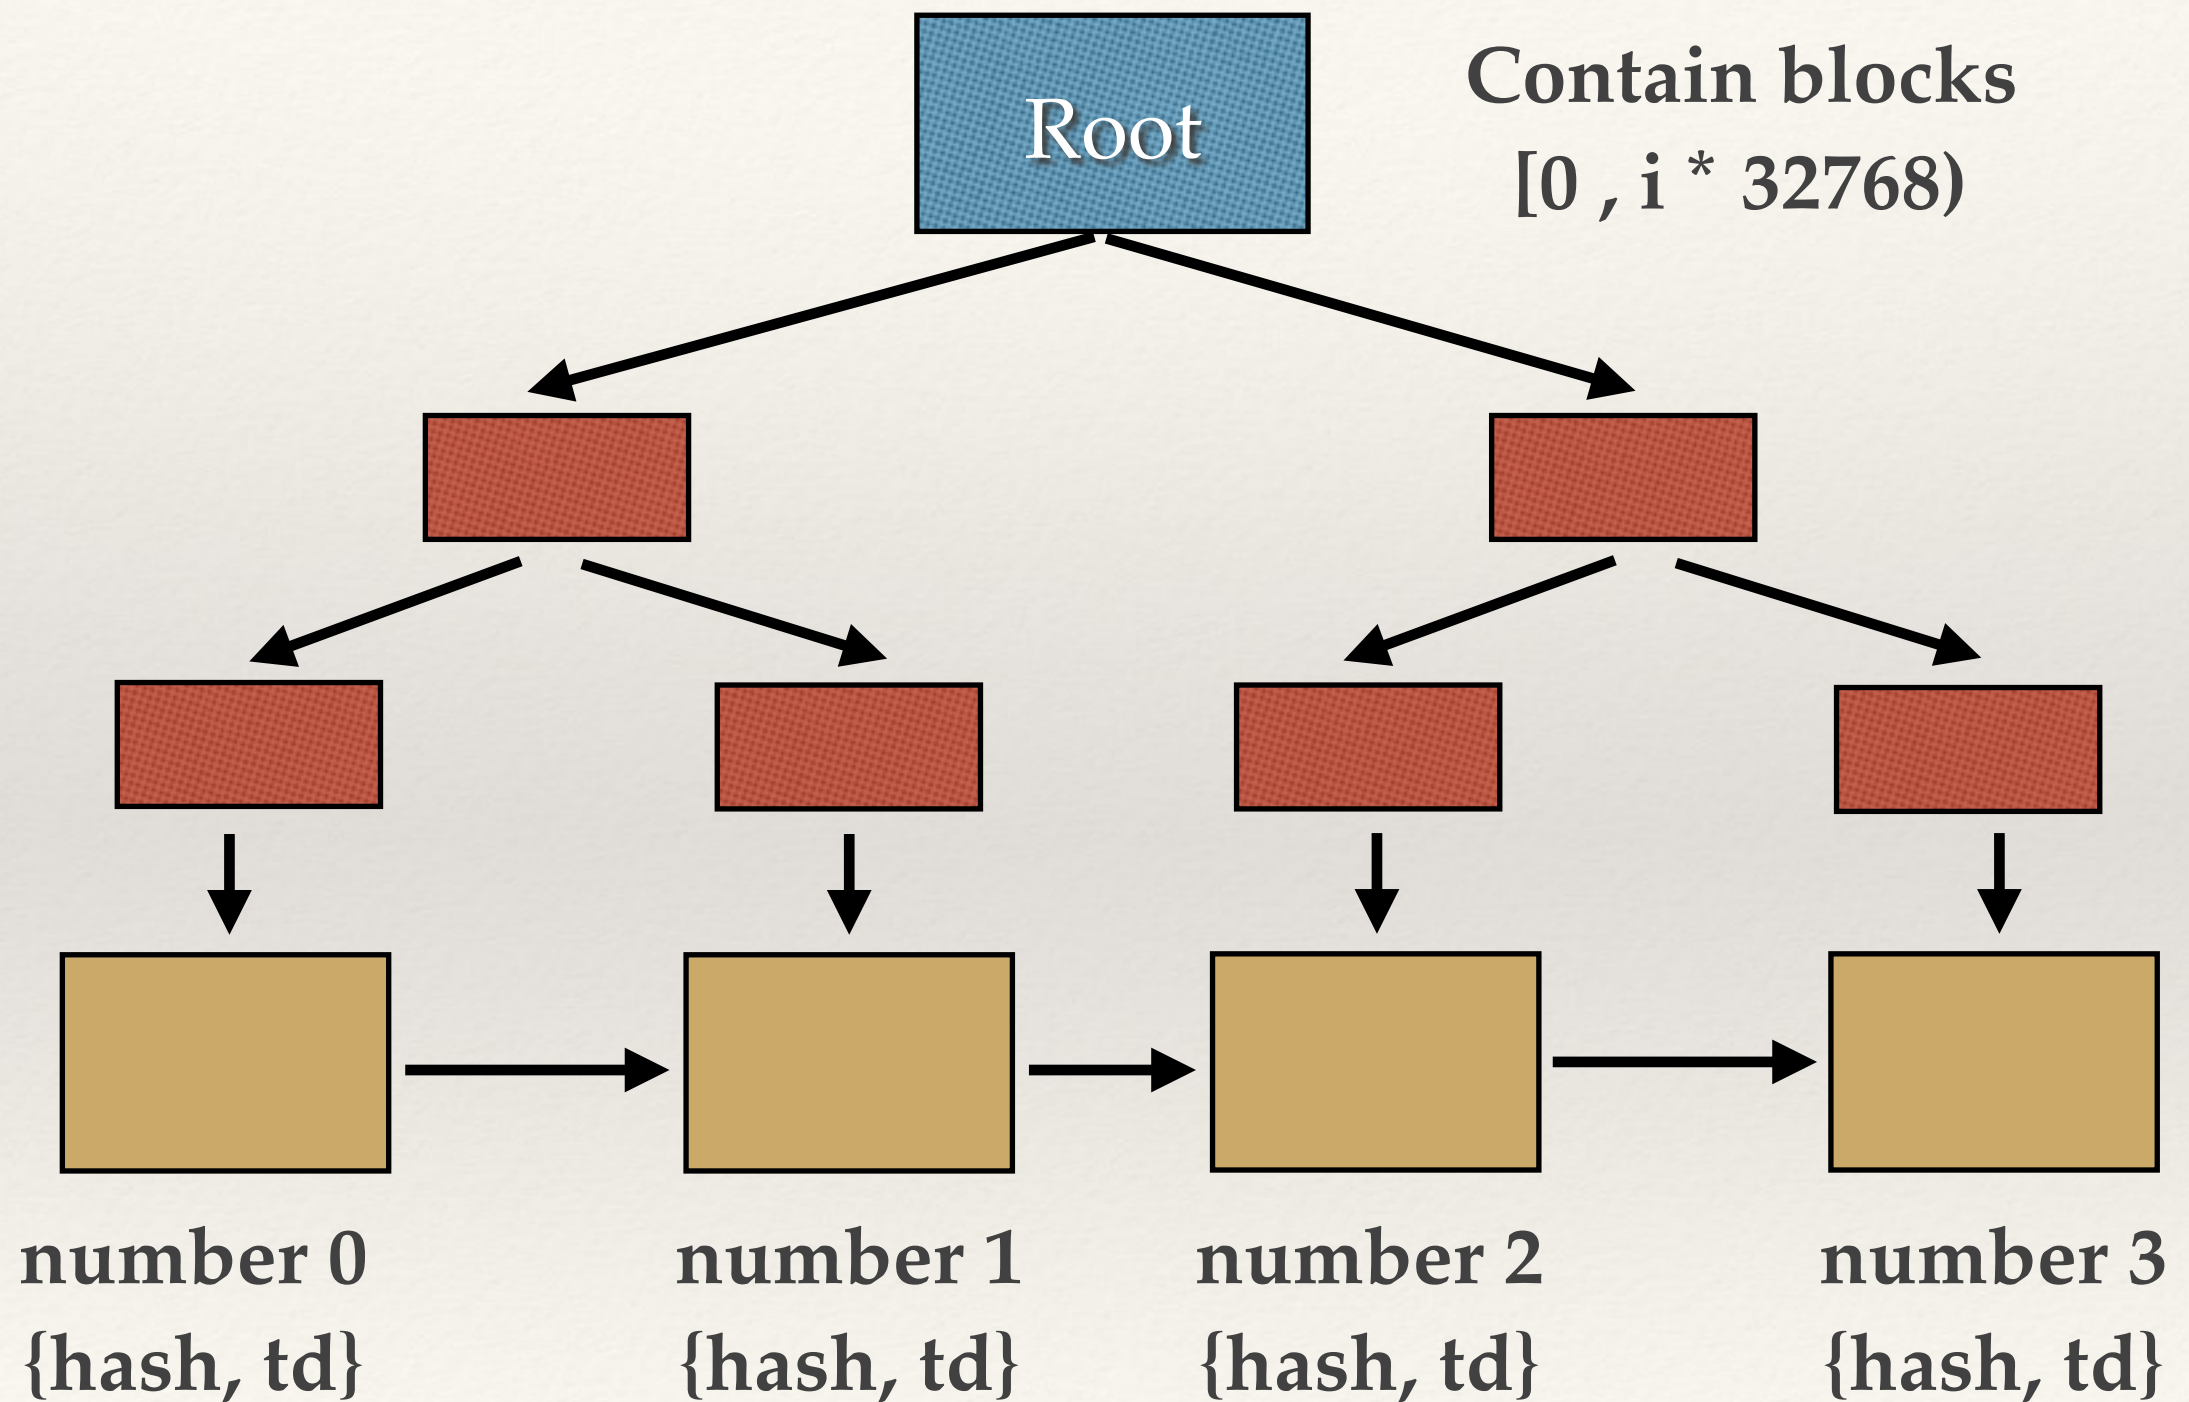 Root
Contain blocks
[0 , i * 32768)
number 0
{hash, td}
number 1
{hash, td}
number 2
{hash, td}
number 3
{hash, td}